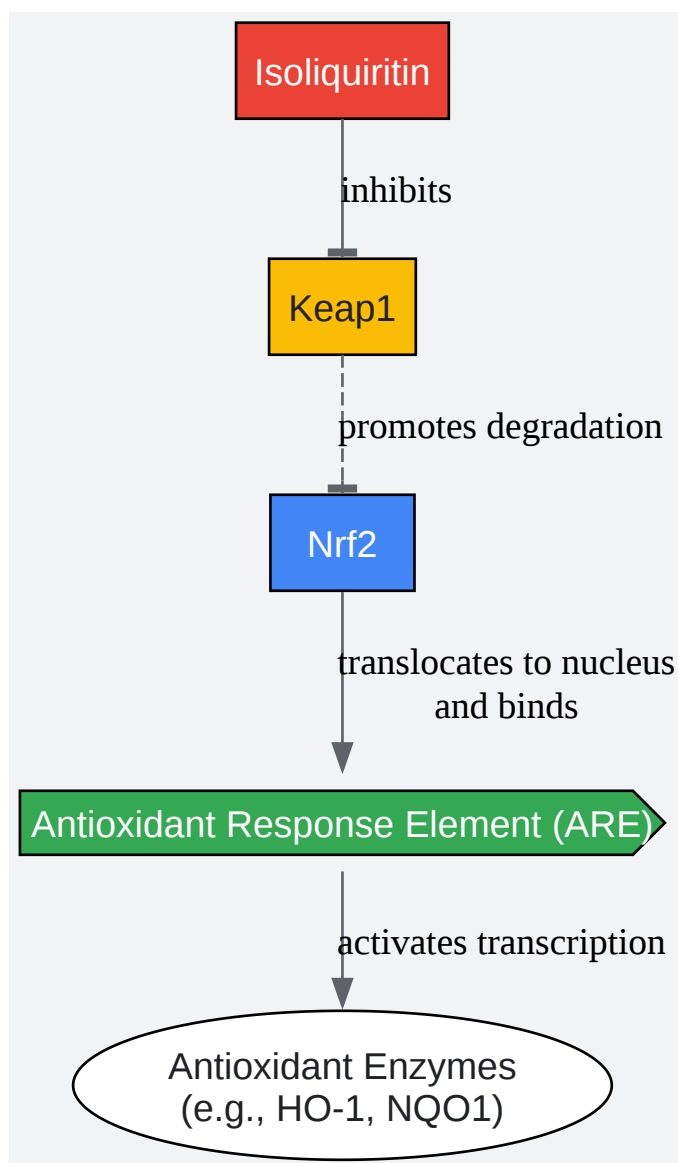 Isoliquiritin
inhibits
Keap1
promotes degradation
Nrf2
translocates to nucleus
and binds
Antioxidant Response Element (ARE)
activates transcription
Antioxidant Enzymes
(e.g., HO-1, NQO1)